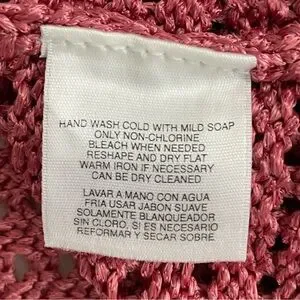 HAND WASH COLD WITH MILD SOAP
ONLY NON-CHLORINE
BLEACH WHEN NEEDED
RESHAPE AND DRY FLAT
WARM IRON IF NECESSARY
CAN BE DRY CLEANED
LAVAR A MANO CON AGUA
FRIA USAR JABON SUAVE
SOLAMENTE BLANQUEADOR
SIN CLORO, SI ES NECESARIO
REFORMAR Y SECAR SOBRE